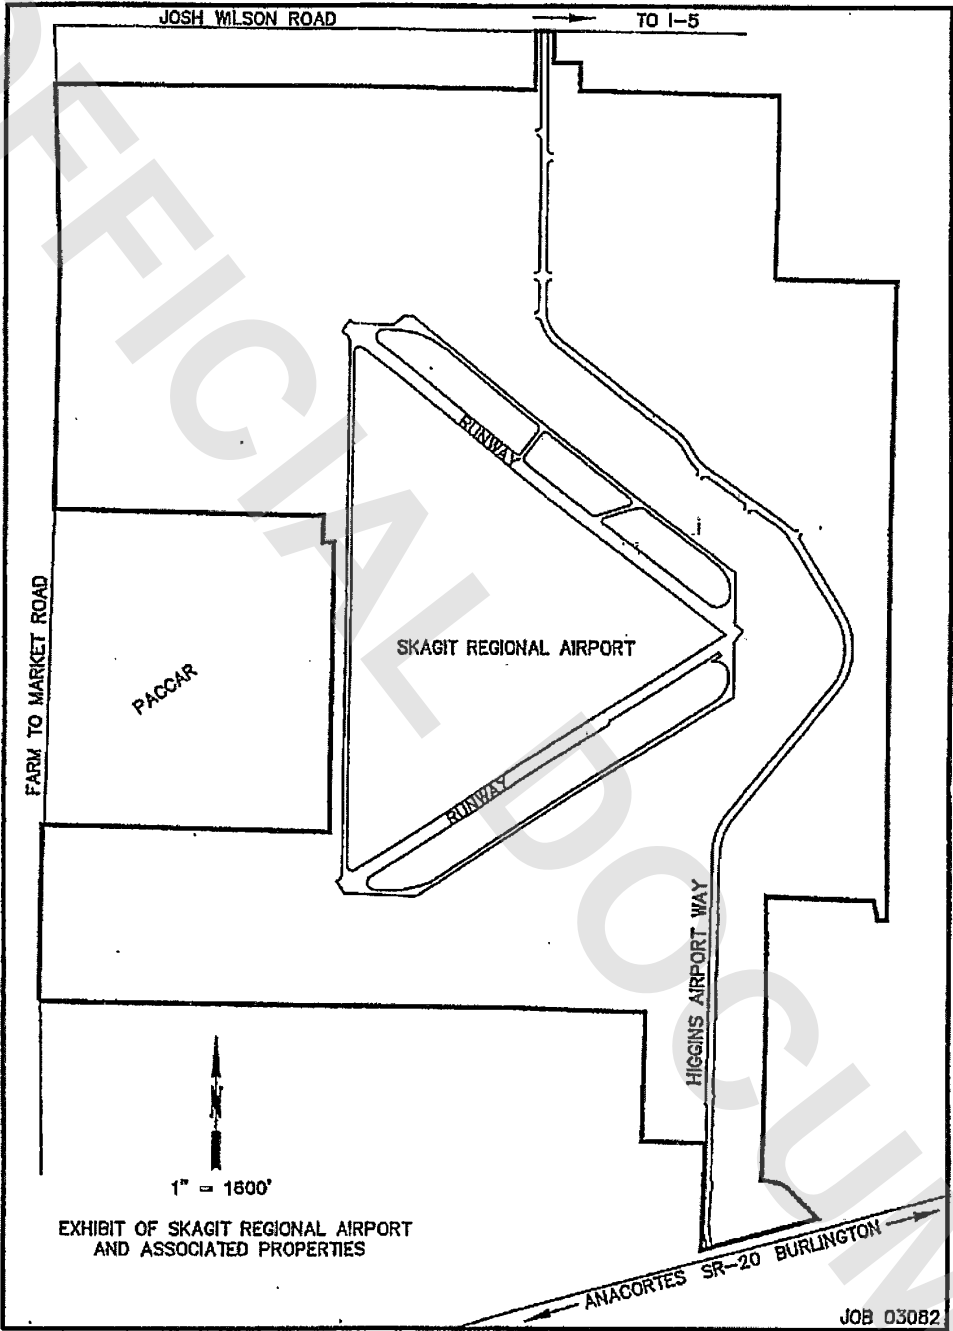 JOSH WILSON ROAD
TO I-5
RUNWAY
SKAGIT REGIONAL AIRPORT
FARM TO MARKET ROAD
PACCAR
RUNWAY
HIGGINS AIRPORT WAY
N
1" = 1600'
EXHIBIT OF SKAGIT REGIONAL AIRPORT
AND ASSOCIATED PROPERTIES
ANACORTES SR-20 BURLINGTON
JOB 03082
OFFICIAL DOCUM